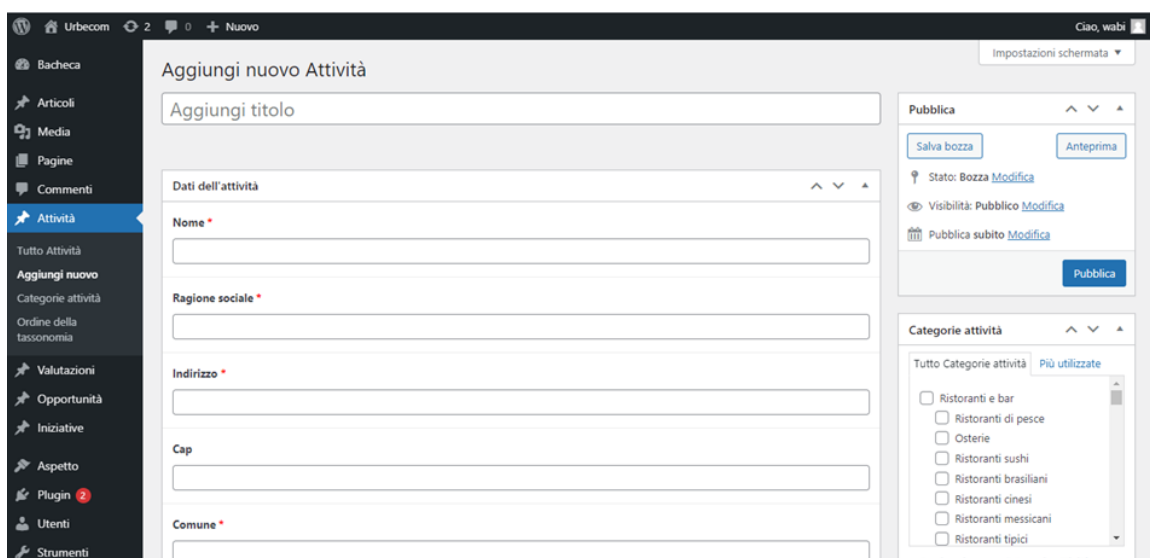 Urbecom 2 0 + Nuovo
Ciao, wabi
Bacheca
Articoli
Media
Pagine
Commenti
Attività
Tutto Attività
Aggiungi nuovo
Categorie attività
Ordine della
tassonomia
Valutazioni
Opportunità
Iniziative
Aspetto
Plugin 2
Utenti
Strumenti
Impostazioni schermata
Aggiungi nuovo Attività
Aggiungi titolo
Dati dell'attività
Nome *
Ragione sociale *
Indirizzo *
Cap
Comune *
Pubblica
Salva bozza
Anteprima
Stato: Bozza Modifica
Visibilità: Pubblico Modifica
Pubblica subito Modifica
Pubblica
Categorie attività
Tutto Categorie attività Più utilizzate
Ristoranti e bar
Ristoranti di pesce
Osterie
Ristoranti sushi
Ristoranti brasiliani
Ristoranti cinesi
Ristoranti messicani
Ristoranti tipici